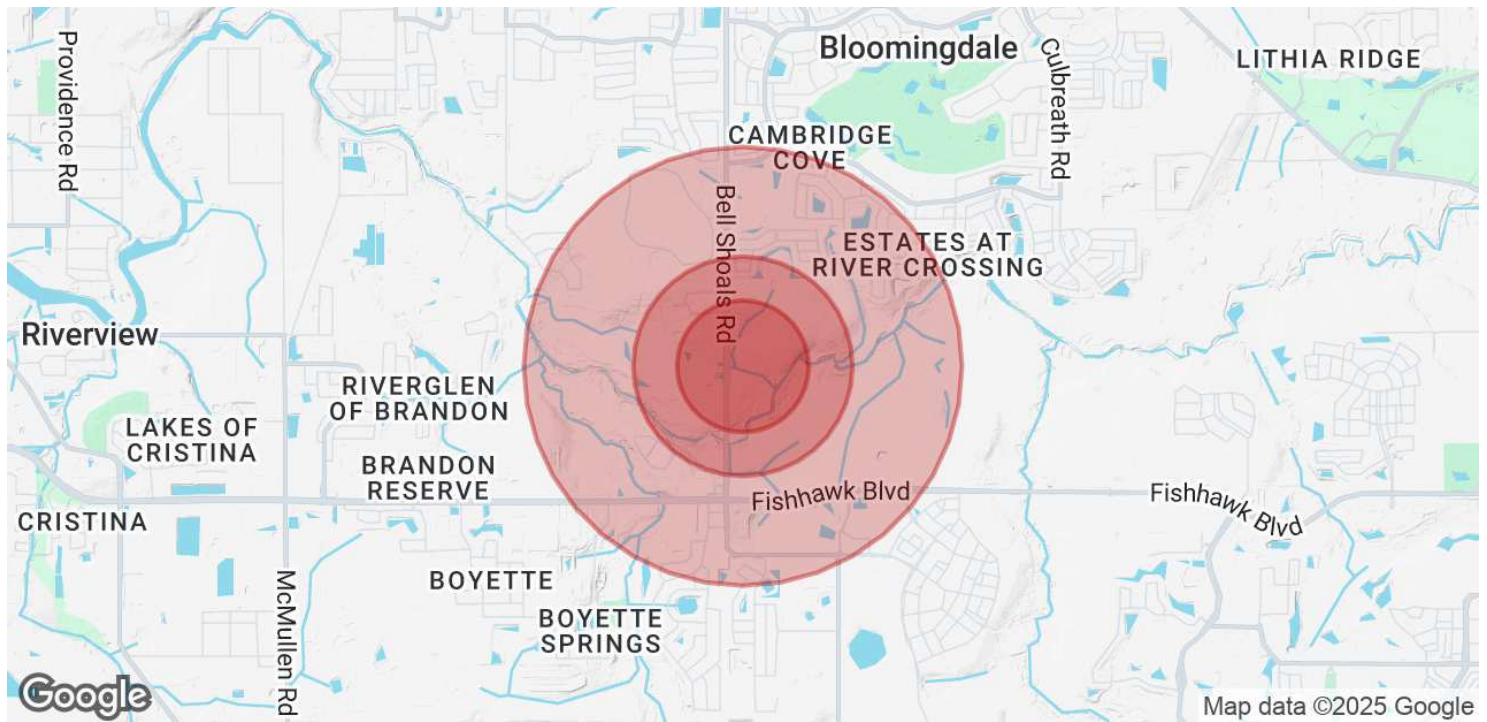 Providence Rd
Bloomingdale
Culbreath Rd
LITHIA RIDGE
CAMBRIDGE
COVE
Bell Shoals Rd
ESTATES AT
RIVER CROSSING
Riverview
RIVERGLEN
OF BRANDON
LAKES OF
CRISTINA
BRANDON
RESERVE
Fishhawk Blvd
Fishhawk Blvd
CRISTINA
McMullen Rd
BOYETTE
BOYETTE
SPRINGS
Google
Map data ©2025 Google